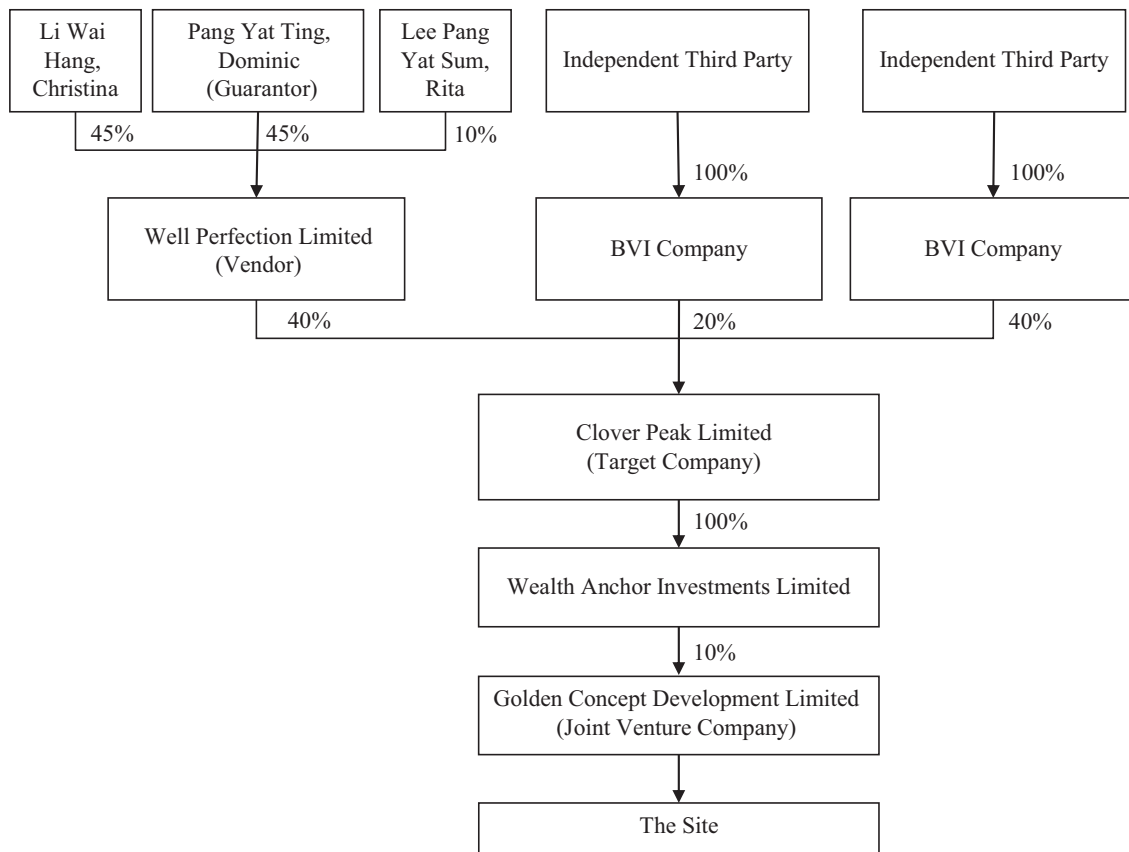 Li Wai
Hang,
Christina
Pang Yat Ting,
Dominic
(Guarantor)
Lee Pang
Yat Sum,
Rita
Independent Third Party
Independent Third Party
45%
45%
10%
100%
100%
Well Perfection Limited
(Vendor)
BVI Company
BVI Company
40%
20%
40%
Clover Peak Limited
(Target Company)
100%
Wealth Anchor Investments Limited
10%
Golden Concept Development Limited
(Joint Venture Company)
The Site